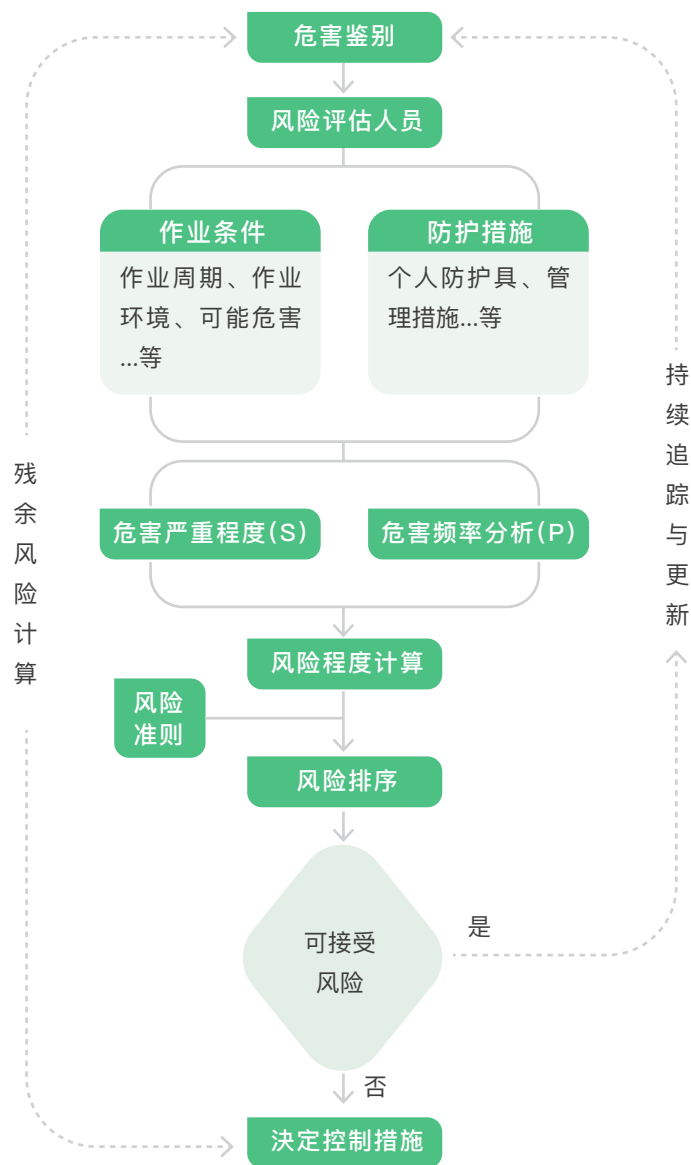 危害鉴别
风险评估人员
作业条件
作业周期、作业
环境、可能危害
...等
防护措施
个人防护具、管
理措施...等
危害严重程度(S)
危害频率分析(P)
风险程度计算
风险
准则
风险排序
可接受
风险
是
否
決定控制措施
残余风险计算
持续追踪与更新